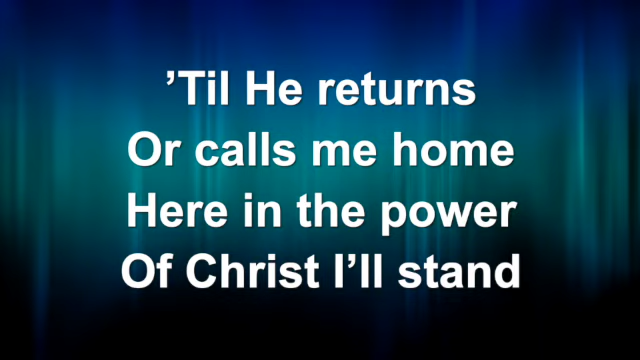 ’Til He returns
Or calls me home
Here in the power
Of Christ I’ll stand